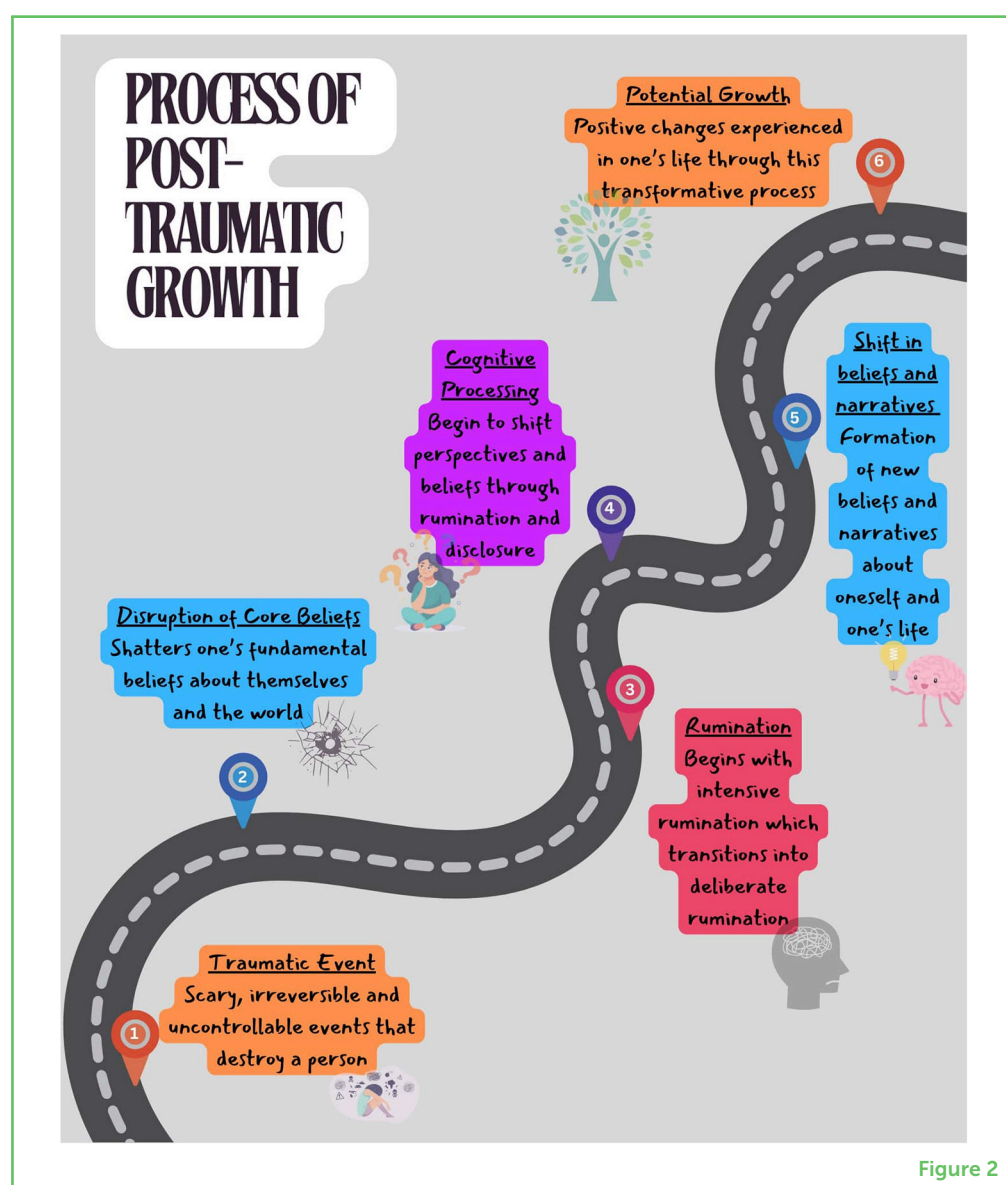 PROCESS OF
POST-
TRAUMATIC
GROWTH
Potential Growth
Positive changes experienced
in one's life through this
transformative process
6
Cognitive
Processing
Begin to shift
perspectives and
beliefs through
rumination and
disclosure
4
Shift in
beliefs and
narratives
Formation
of new
beliefs and
narratives
about
oneself and
one's life
5
Disruption of Core Beliefs
Shatters one's fundamental
beliefs about themselves
and the world
2
3
Rumination
Begins with
intensive
rumination which
transitions into
deliberate
rumination
Traumatic Event
Scary, irreversible and
uncontrollable events that
destroy a person
1
Figure 2